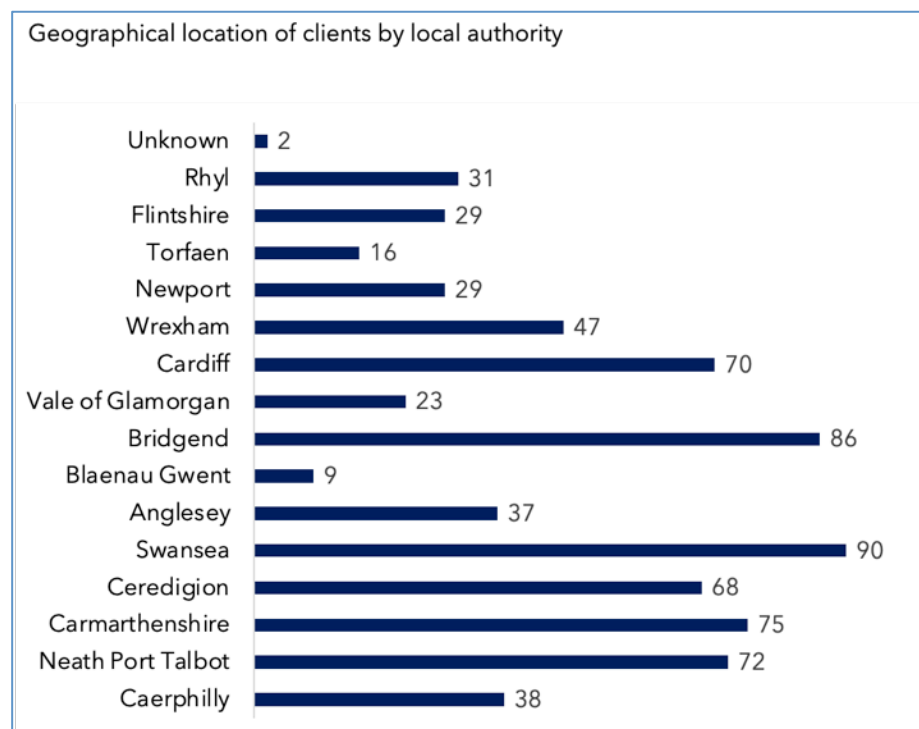 Geographical location of clients by local authority
Unknown 2
Rhyl 31
Flintshire 29
Torfaen 16
Newport 29
Wrexham 47
Cardiff 70
Vale of Glamorgan 23
Bridgend 86
Blaenau Gwent 9
Anglesey 37
Swansea 90
Ceredigion 68
Carmarthenshire 75
Neath Port Talbot 72
Caerphilly 38